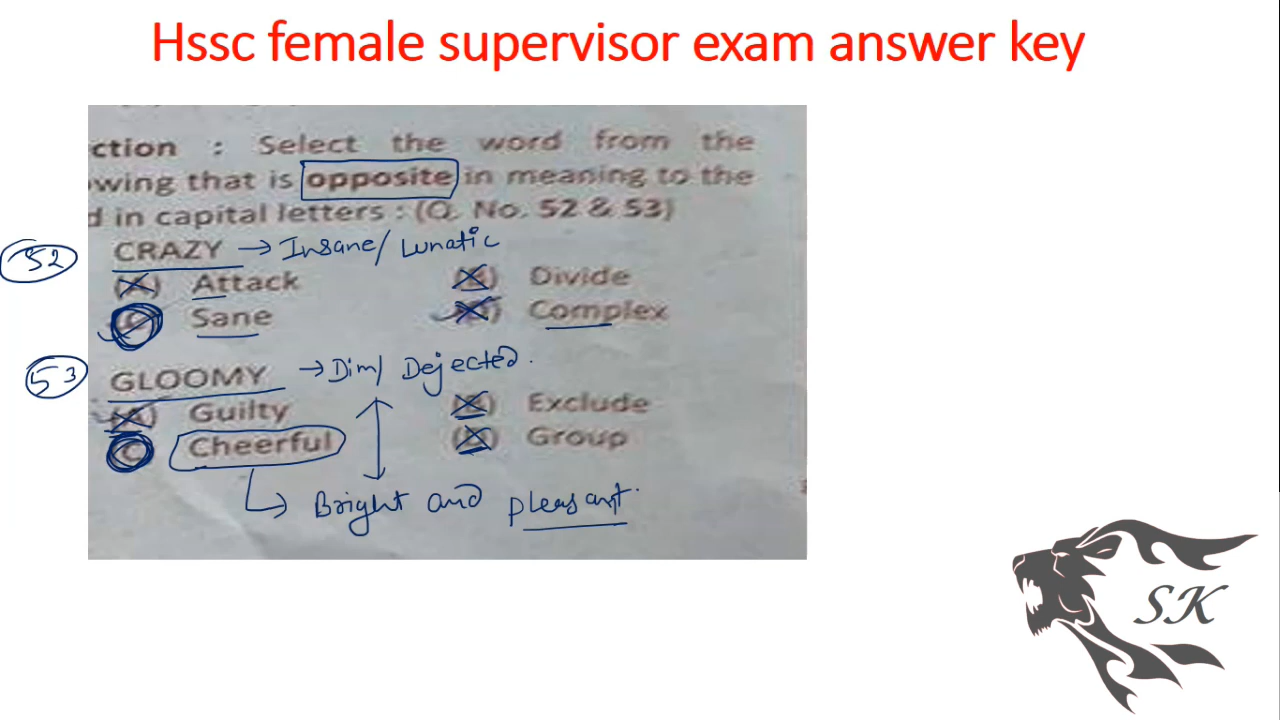 Hssc female supervisor exam answer key
ction : Select the word from the
owing that is opposite in meaning to the
d in capital letters : (Q. No. 52 & 53)
52 CRAZY → Insane/ Lunatic
(A) Attack (B) Divide
(C) Sane (D) Complex
53 GLOOMY → Dim/ Dejected.
(A) Guilty (B) Exclude
(C) Cheerful (D) Group
Bright and pleasant.
SK